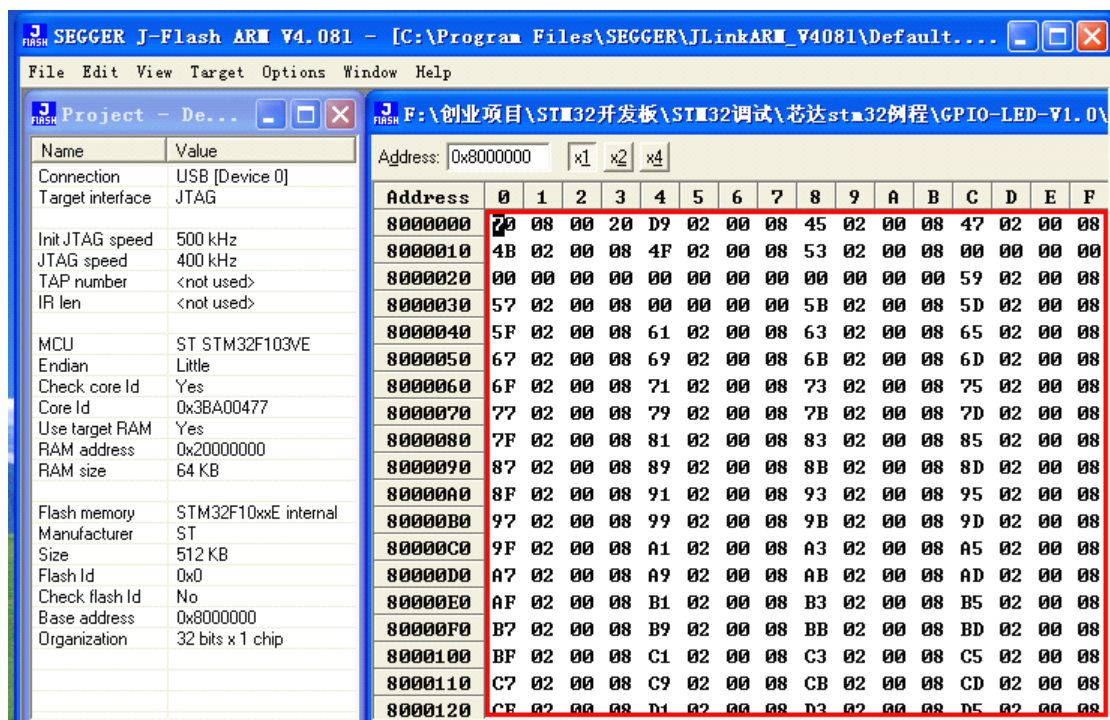 SEGGER J-Flash ARM V4.081 - [C:\Program Files\SEGGER\JLinkARM_V4081\Default....
File Edit View Target Options Window Help
Project - De...
Name Value
Connection USB [Device 0]
Target interface JTAG
Init JTAG speed 500 kHz
JTAG speed 400 kHz
TAP number <not used>
IR len <not used>
MCU ST STM32F103VE
Endian Little
Check core Id Yes
Core Id 0x3BA00477
Use target RAM Yes
RAM address 0x20000000
RAM size 64 KB
Flash memory STM32F10xxE internal
Manufacturer ST
Size 512 KB
Flash Id 0x0
Check flash Id No
Base address 0x8000000
Organization 32 bits x 1 chip
F:\创业项目\STM32开发板\STM32调试\芯达stm32例程\GPIO-LED-V1.0\
Address: 0x8000000 x1 x2 x4
Address 0 1 2 3 4 5 6 7 8 9 A B C D E F
8000000 70 08 00 20 D9 02 00 08 45 02 00 08 47 02 00 08
8000010 4B 02 00 08 4F 02 00 08 53 02 00 08 00 00 00 00
8000020 00 00 00 00 00 00 00 00 00 00 00 00 59 02 00 08
8000030 57 02 00 08 00 00 00 00 5B 02 00 08 5D 02 00 08
8000040 5F 02 00 08 61 02 00 08 63 02 00 08 65 02 00 08
8000050 67 02 00 08 69 02 00 08 6B 02 00 08 6D 02 00 08
8000060 6F 02 00 08 71 02 00 08 73 02 00 08 75 02 00 08
8000070 77 02 00 08 79 02 00 08 7B 02 00 08 7D 02 00 08
8000080 7F 02 00 08 81 02 00 08 83 02 00 08 85 02 00 08
8000090 87 02 00 08 89 02 00 08 8B 02 00 08 8D 02 00 08
80000A0 8F 02 00 08 91 02 00 08 93 02 00 08 95 02 00 08
80000B0 97 02 00 08 99 02 00 08 9B 02 00 08 9D 02 00 08
80000C0 9F 02 00 08 A1 02 00 08 A3 02 00 08 A5 02 00 08
80000D0 A7 02 00 08 A9 02 00 08 AB 02 00 08 AD 02 00 08
80000E0 AF 02 00 08 B1 02 00 08 B3 02 00 08 B5 02 00 08
80000F0 B7 02 00 08 B9 02 00 08 BB 02 00 08 BD 02 00 08
8000100 BF 02 00 08 C1 02 00 08 C3 02 00 08 C5 02 00 08
8000110 C7 02 00 08 C9 02 00 08 CB 02 00 08 CD 02 00 08
8000120 CF 02 00 08 D1 02 00 08 D3 02 00 08 D5 02 00 08